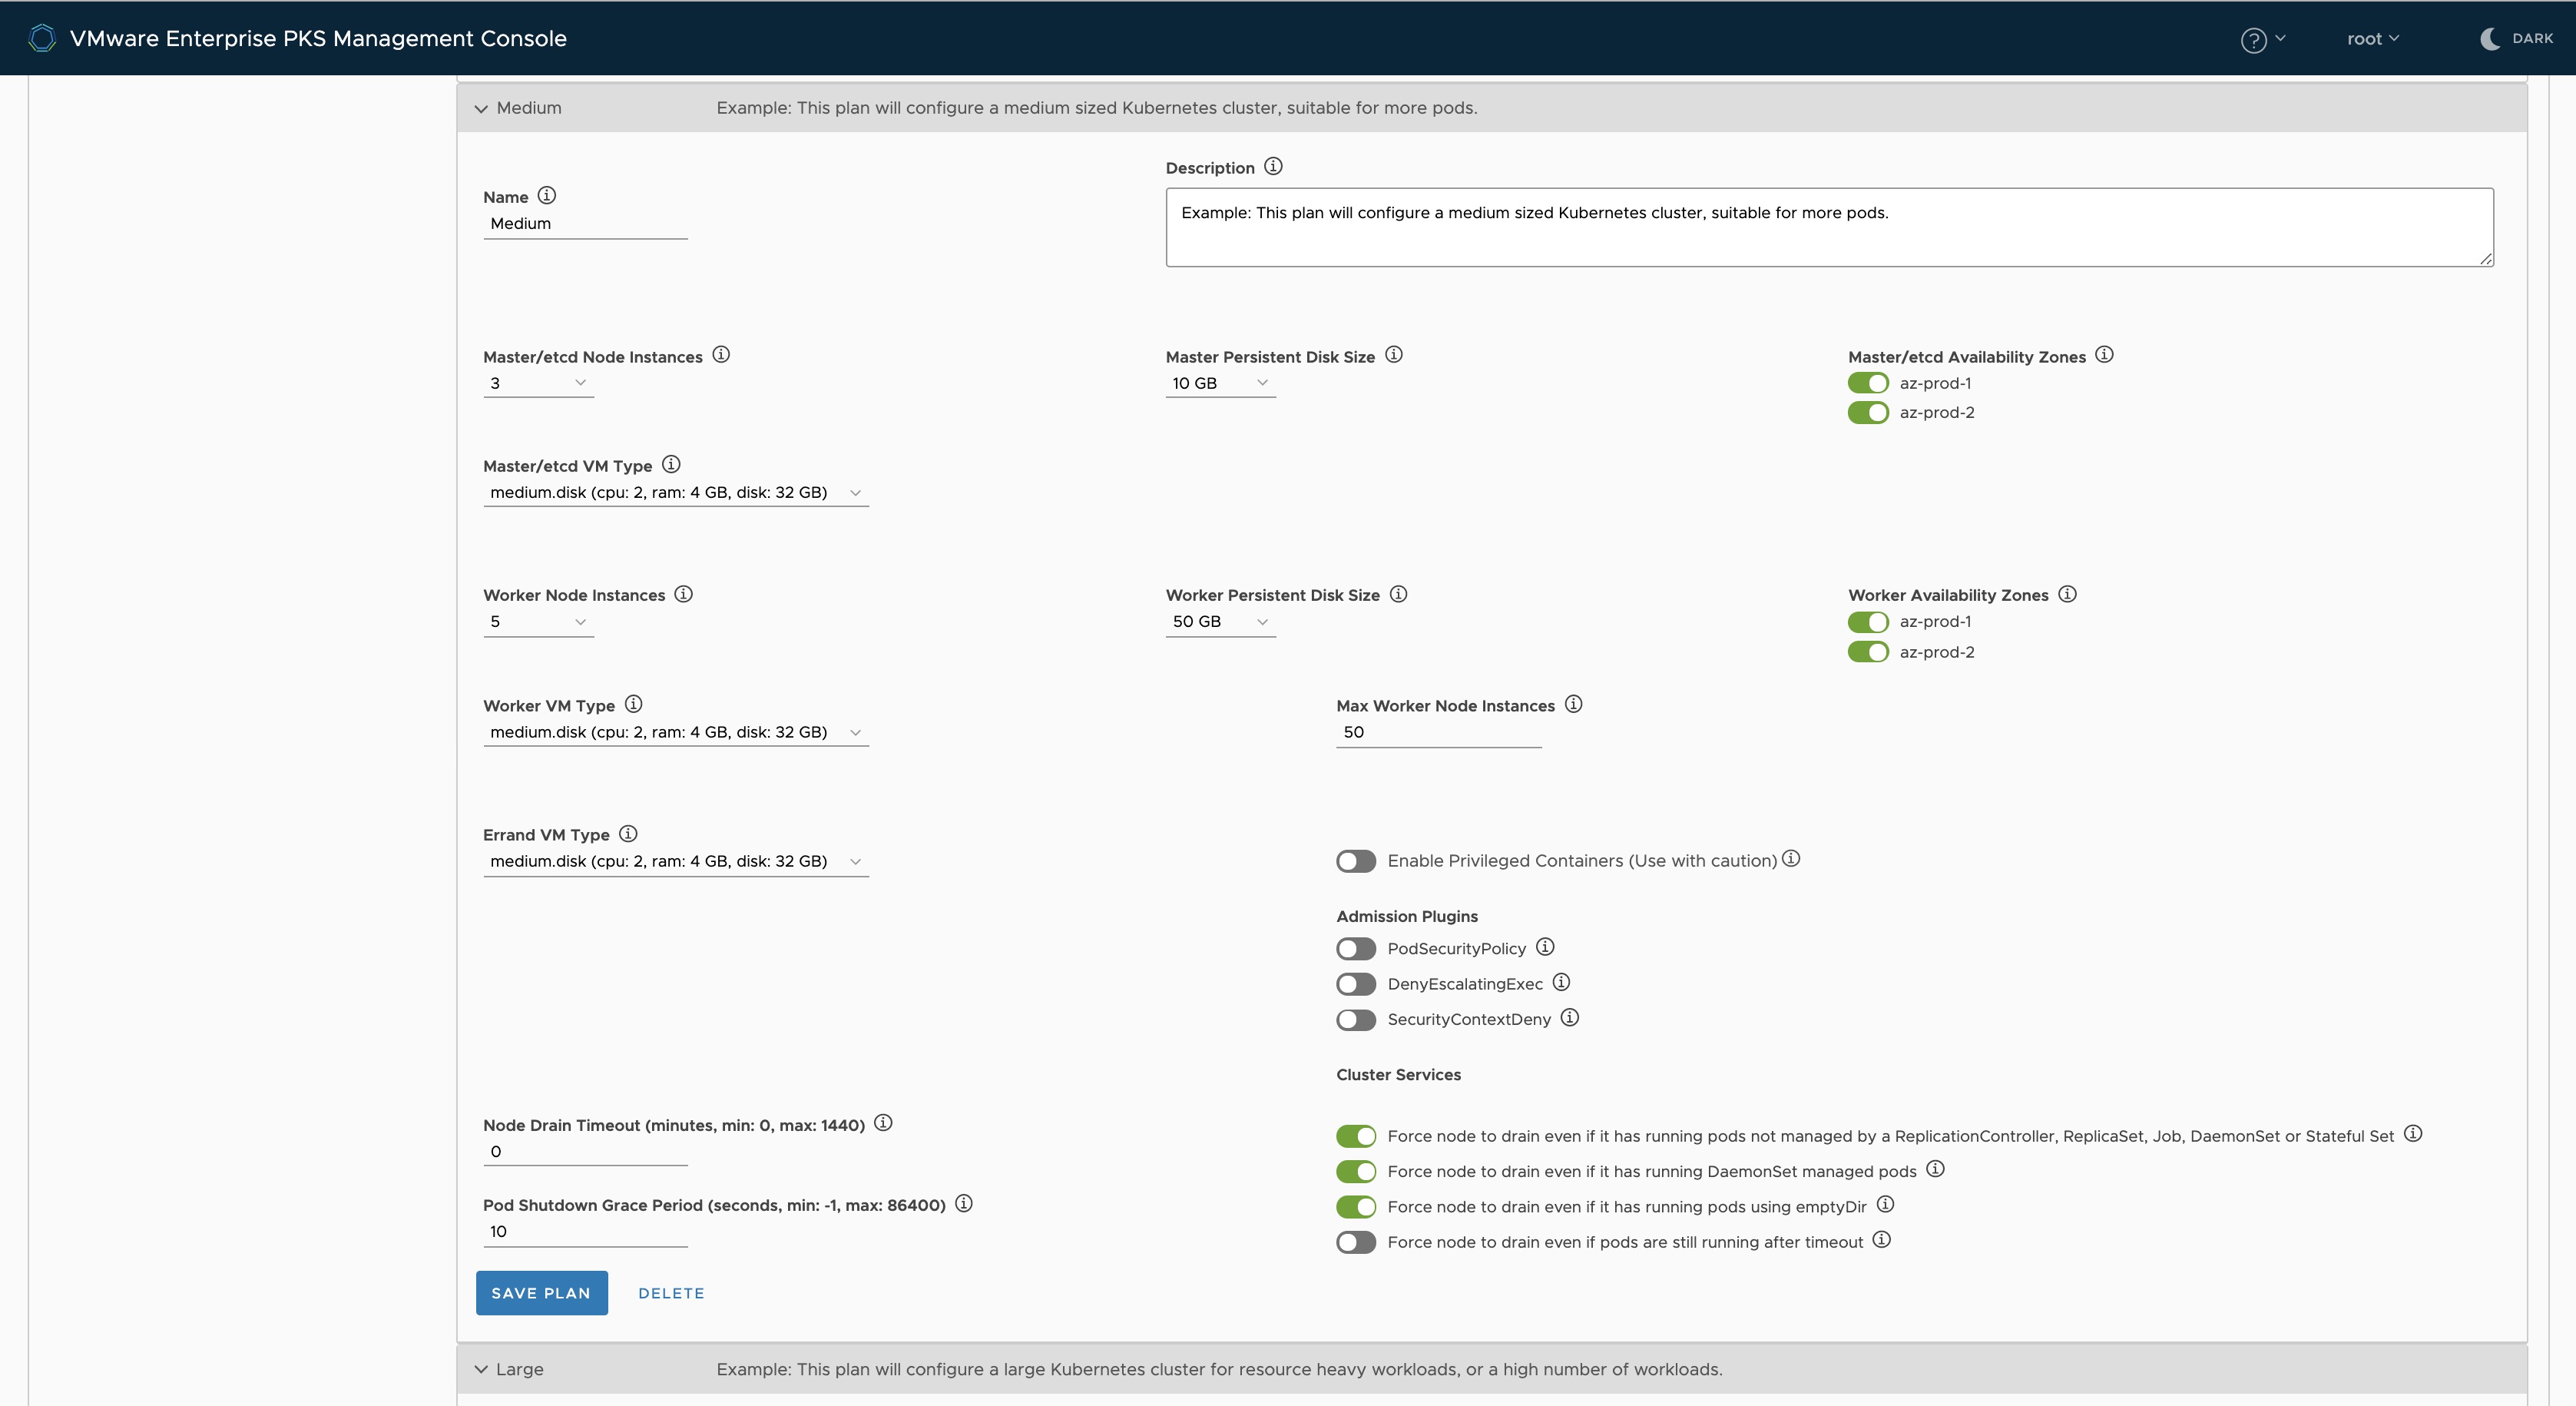 VMware Enterprise PKS Management Console
root
DARK
Medium
Example: This plan will configure a medium sized Kubernetes cluster, suitable for more pods.
Name
Medium
Description
Example: This plan will configure a medium sized Kubernetes cluster, suitable for more pods.
Master/etcd Node Instances
3
Master Persistent Disk Size
10 GB
Master/etcd Availability Zones
az-prod-1
az-prod-2
Master/etcd VM Type
medium.disk (cpu: 2, ram: 4 GB, disk: 32 GB)
Worker Node Instances
5
Worker Persistent Disk Size
50 GB
Worker Availability Zones
az-prod-1
az-prod-2
Worker VM Type
medium.disk (cpu: 2, ram: 4 GB, disk: 32 GB)
Max Worker Node Instances
50
Errand VM Type
medium.disk (cpu: 2, ram: 4 GB, disk: 32 GB)
Enable Privileged Containers (Use with caution)
Admission Plugins
PodSecurityPolicy
DenyEscalatingExec
SecurityContextDeny
Cluster Services
Node Drain Timeout (minutes, min: 0, max: 1440)
0
Pod Shutdown Grace Period (seconds, min: -1, max: 86400)
10
Force node to drain even if it has running pods not managed by a ReplicationController, ReplicaSet, Job, DaemonSet or Stateful Set
Force node to drain even if it has running DaemonSet managed pods
Force node to drain even if it has running pods using emptyDir
Force node to drain even if pods are still running after timeout
SAVE PLAN
DELETE
Large
Example: This plan will configure a large Kubernetes cluster for resource heavy workloads, or a high number of workloads.